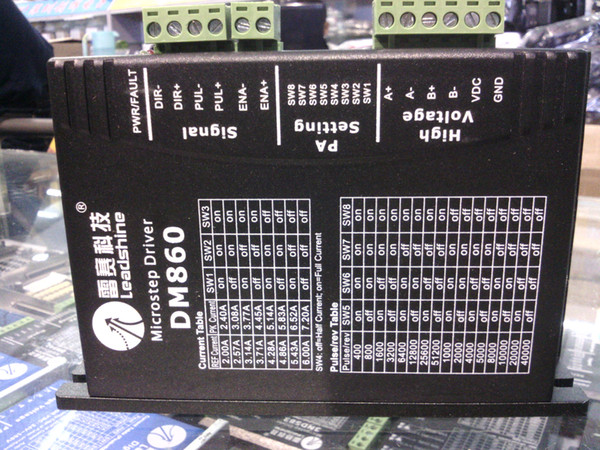 PWR/FAULT
DIR-
DIR+
PUL-
PUL+
ENA-
ENA+
Signal
SW8
SW7
SW6
SW5
SW4
SW3
SW2
SW1
PA
Setting
A+
A-
B+
B-
VDC
GND
High
Voltage
®
雷赛科技
Leadshine
Microstep Driver
DM860
Current Table
REF Current PK Current SW1 SW2 SW3
2.00A 2.40A on on on
2.57A 3.08A off on on
3.14A 3.77A on off on
3.71A 4.45A off off on
4.28A 5.14A on on off
4.86A 5.83A off on off
5.43A 6.52A on off off
6.00A 7.20A off off off
SW4: off=Half Current; on=Full Current
Pulse/rev Table
Pulse/rev SW5 SW6 SW7 SW8
400 on on on on
800 off on on on
1600 on off on on
3200 off off on on
6400 on on off on
12800 off on off on
25600 on off off on
51200 off off off on
1000 on on on off
2000 off on on off
4000 on off on off
5000 off off on off
8000 on on off off
10000 off on off off
20000 on off off off
40000 off off off off